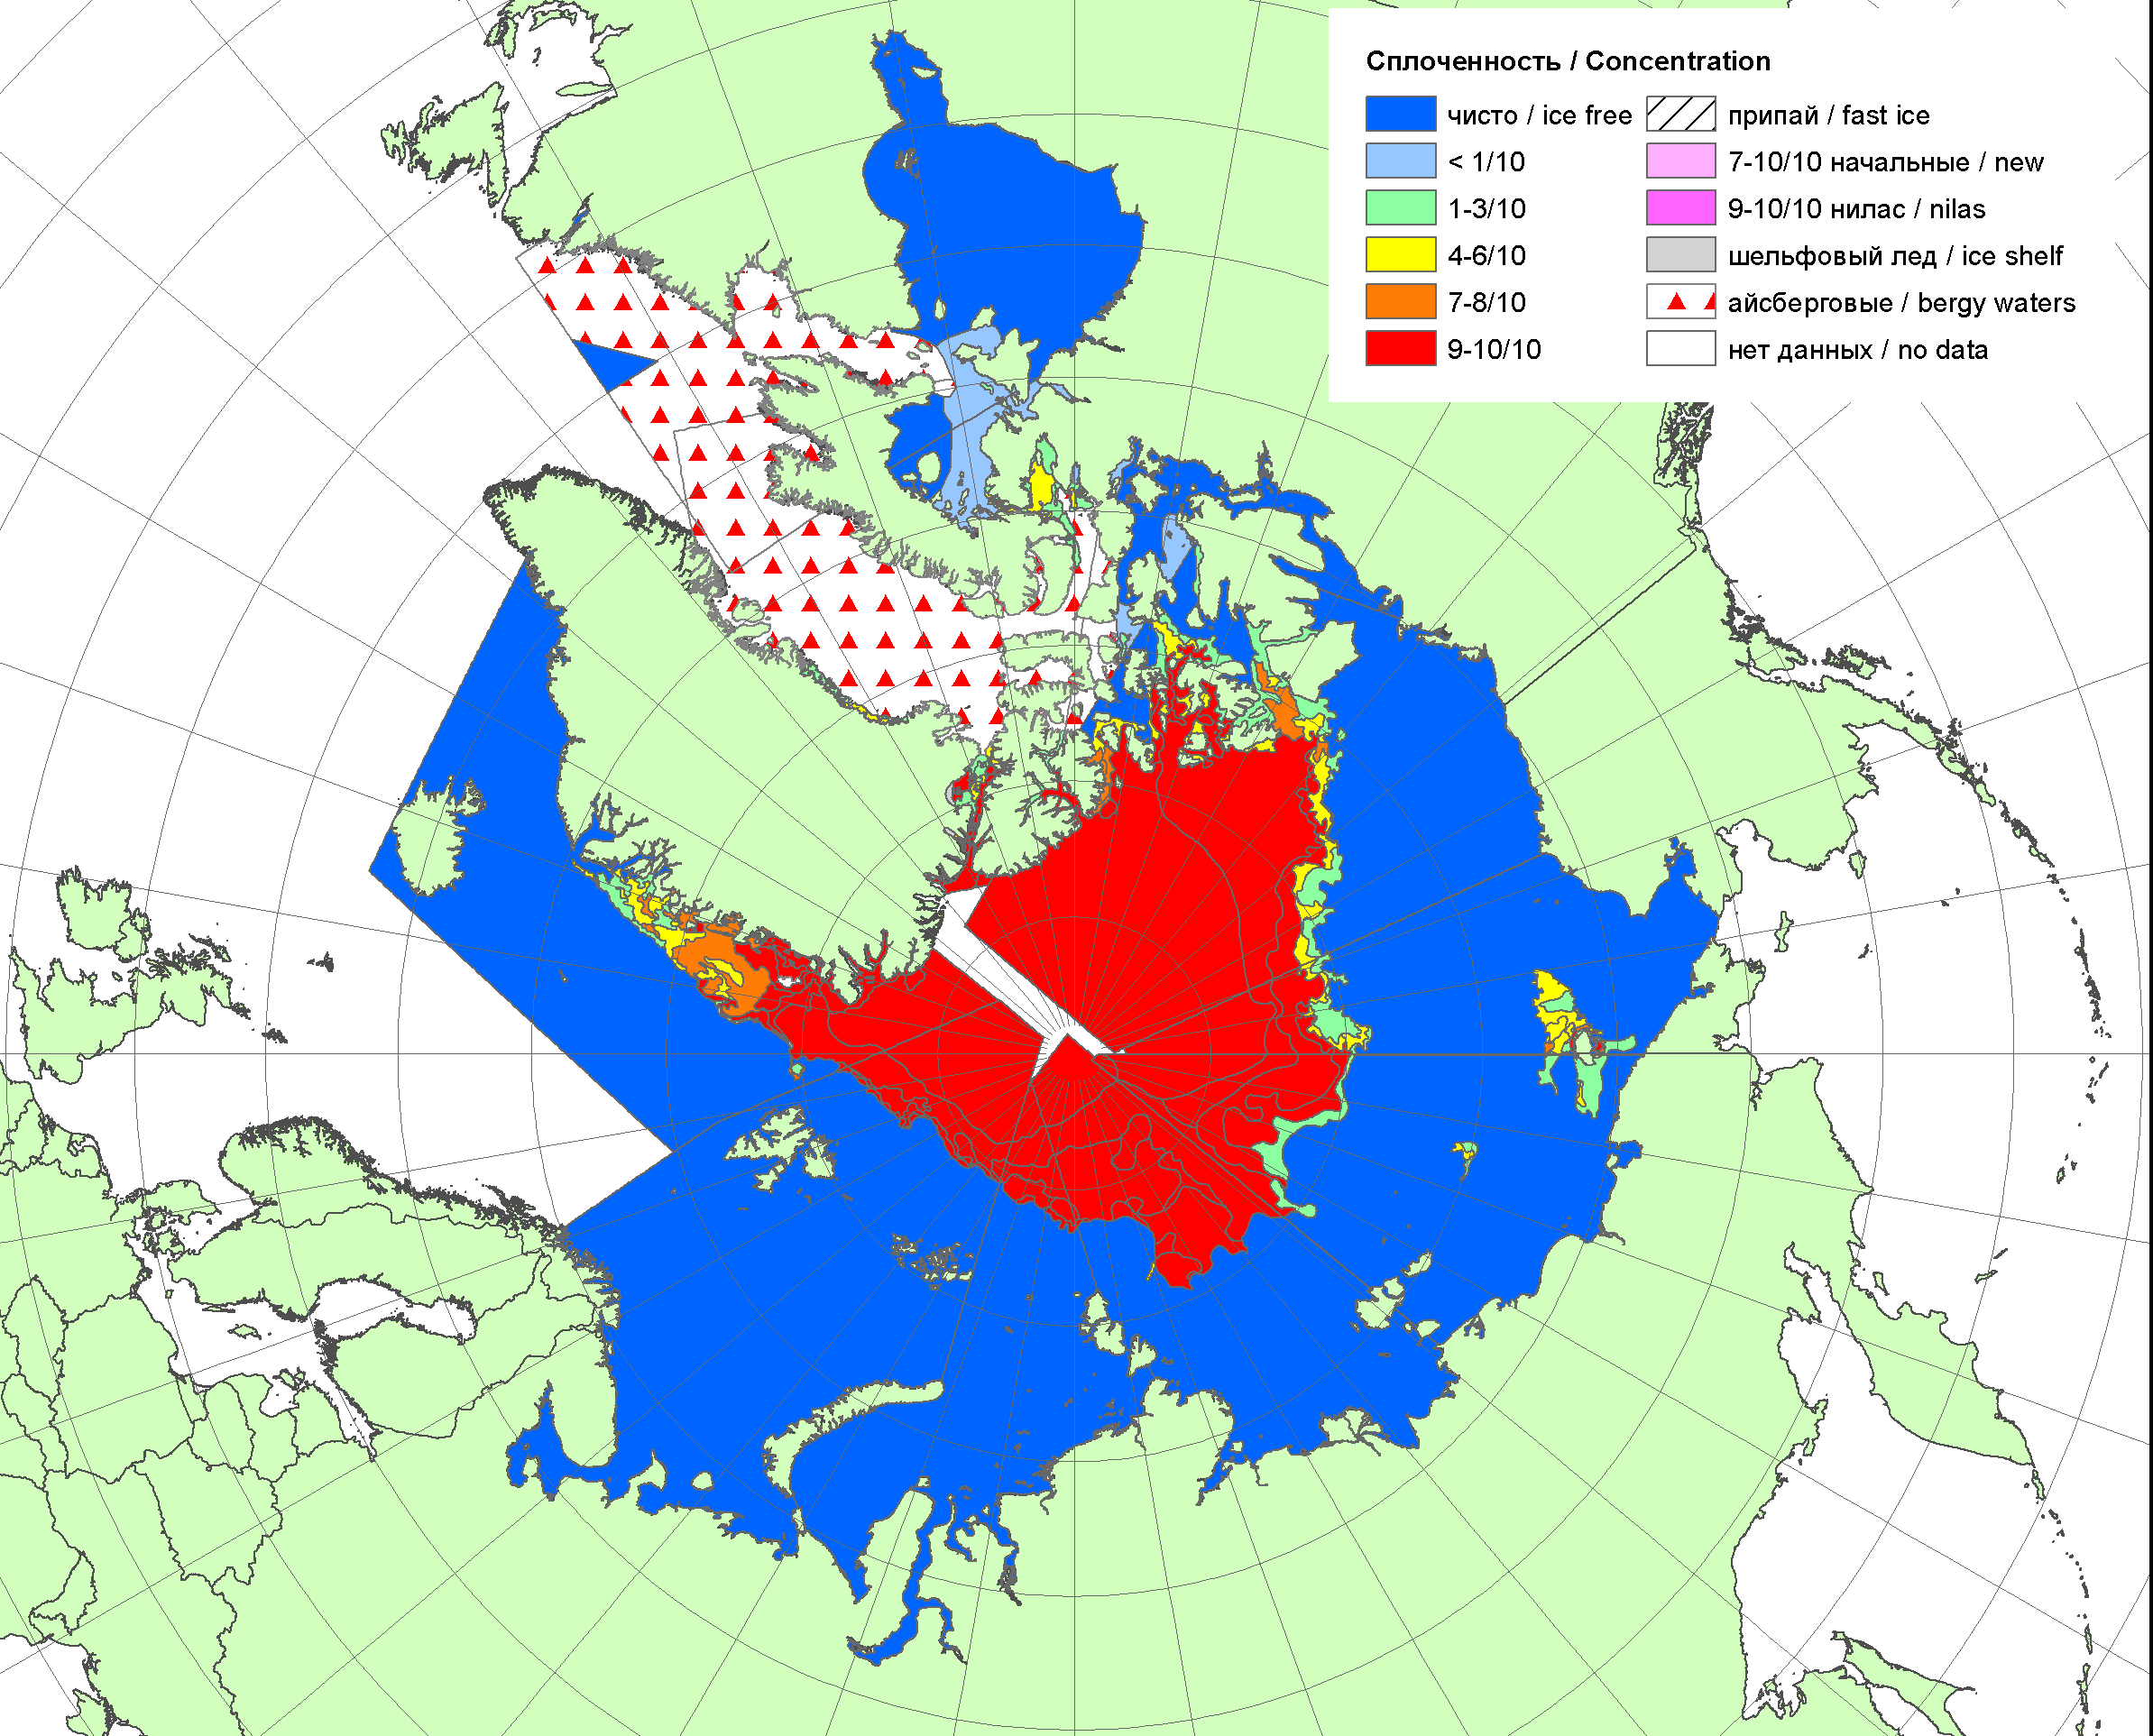 Сплоченность / Concentration
чисто / ice free
< 1/10
1-3/10
4-6/10
7-8/10
9-10/10
припай / fast ice
7-10/10 начальные / new
9-10/10 нилас / nilas
шельфовый лед / ice shelf
айсберговые / bergy waters
нет данных / no data